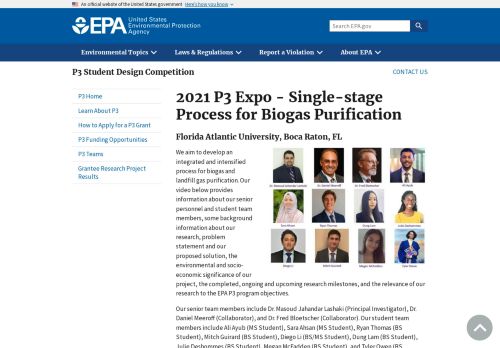 An official website of the United States government Here's how you know
EPA United States
Environmental Protection
Agency
Search EPA.gov
Environmental Topics Laws & Regulations Report a Violation About EPA
P3 Student Design Competition CONTACT US
P3 Home
Learn About P3
How to Apply for a P3 Grant
P3 Funding Opportunities
P3 Teams
Grantee Research Project
Results
2021 P3 Expo - Single-stage
Process for Biogas Purification
Florida Atlantic University, Boca Raton, FL
We aim to develop an
integrated and intensified
process for biogas and
landfill gas purification. Our
video below provides
information about our senior
personnel and student team
members, some background
information about our
research, problem
statement and our
proposed solution, the
environmental and socio-
economic significance of our
project, the completed, ongoing and upcoming research milestones, and the relevance of our
research to the EPA P3 program objectives.
Dr. Masoud Jahandar Lashaki Dr. Daniel Meeroff Dr. Fred Bloetscher Ali Ayub
Sara Ahsan Ryan Thomas Dung Lam Julie Desbonmes
Diego Li Mitch Guirard Megan McFadden Tyler Owen
Our senior team members include Dr. Masoud Jahandar Lashaki (Principal Investigator), Dr.
Daniel Meeroff (Collaborator), and Dr. Fred Bloetscher (Collaborator). Our student team
members include Ali Ayub (MS Student), Sara Ahsan (MS Student), Ryan Thomas (BS
Student), Mitch Guirard (BS Student), Diego Li (BS/MS Student), Dung Lam (BS Student),
Julie Desbonmes (BS Student), Megan McFadden (BS Student), and Tyler Owen (BS